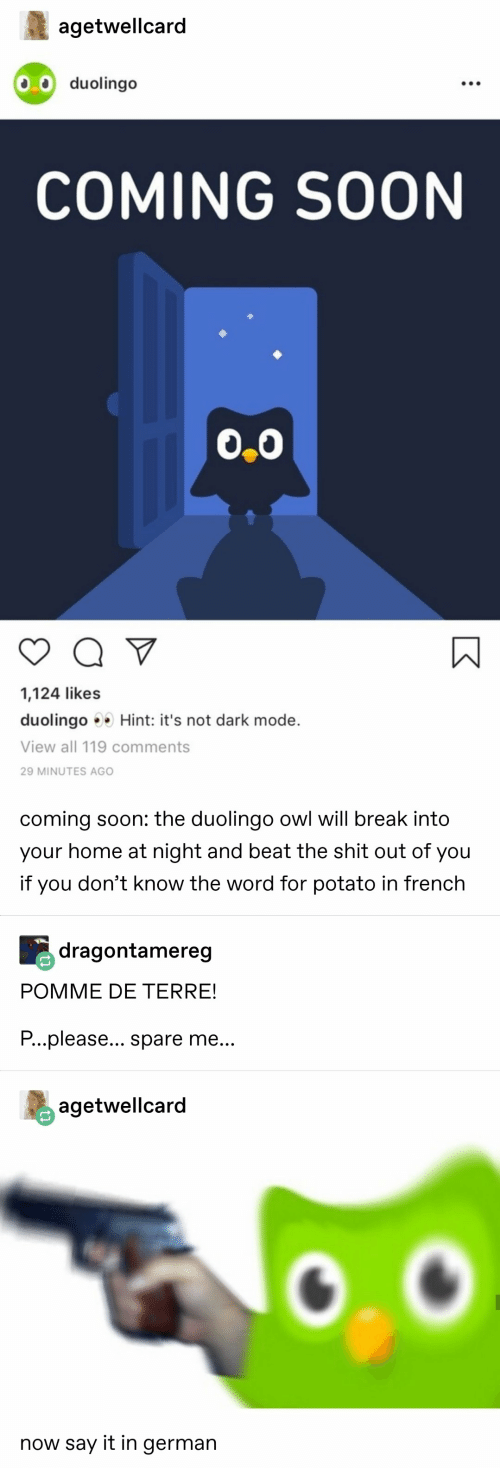 agetwellcard
duolingo
COMING SOON
1,124 likes
duolingo 👀 Hint: it's not dark mode.
View all 119 comments
29 MINUTES AGO
coming soon: the duolingo owl will break into
your home at night and beat the shit out of you
if you don't know the word for potato in french
dragontamereg
POMME DE TERRE!
P...please... spare me...
agetwellcard
now say it in german